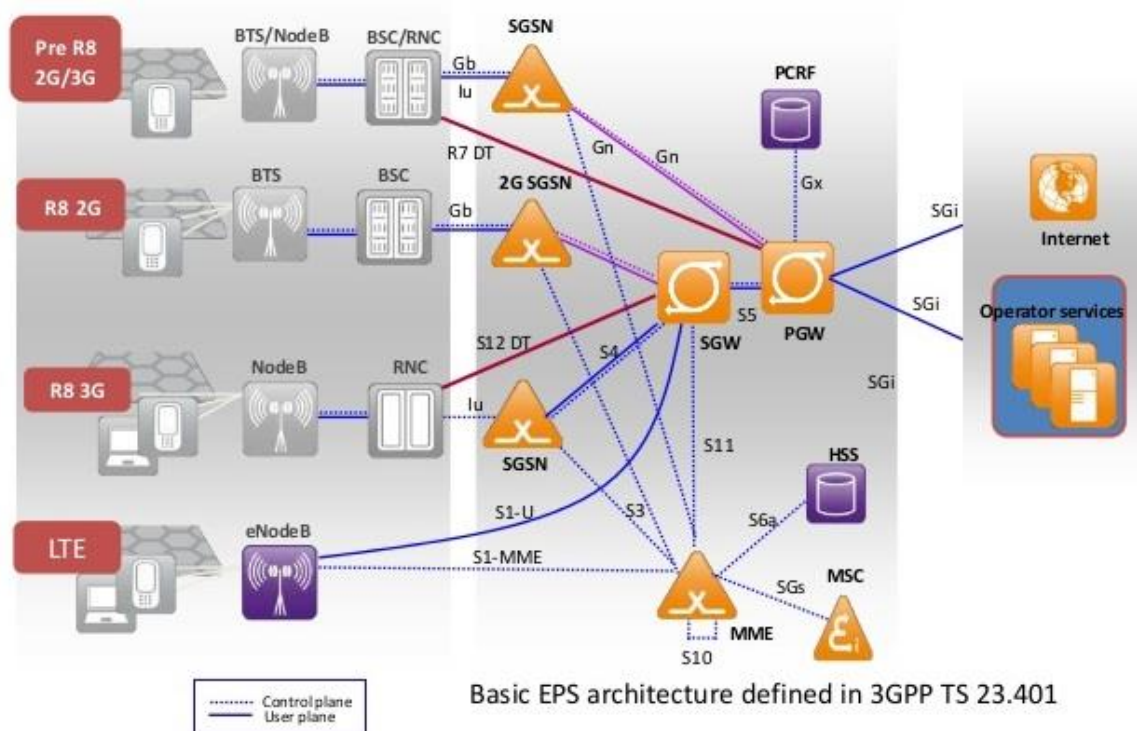 Pre R8
2G/3G
BTS/NodeB
BSC/RNC
Gb
Iu
SGSN
PCRF
R7 DT
Gn
Gn
Gx
R8 2G
BTS
BSC
Gb
2G SGSN
SGi
Internet
SGi
Operator services
S5
SGW
PGW
SGi
S12 DT
S4
R8 3G
NodeB
RNC
Iu
SGSN
S11
HSS
S1-U
S3
S6a
LTE
eNodeB
S1-MME
SGs
MSC
MME
S10
Control plane
User plane
Basic EPS architecture defined in 3GPP TS 23.401